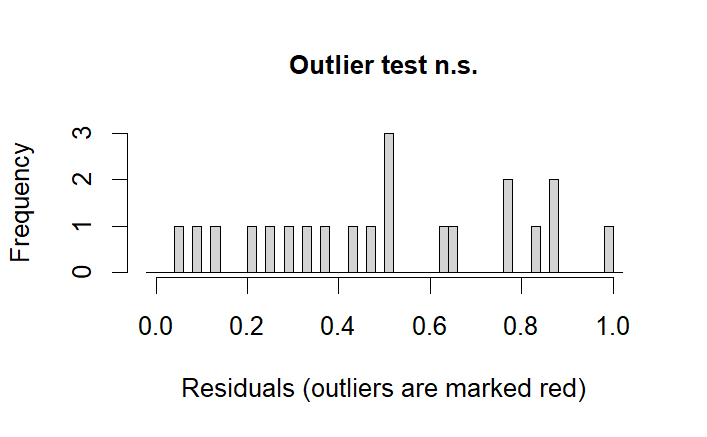 Outlier test n.s.
Frequency
3
2
1
0
0.0 0.2 0.4 0.6 0.8 1.0
Residuals (outliers are marked red)